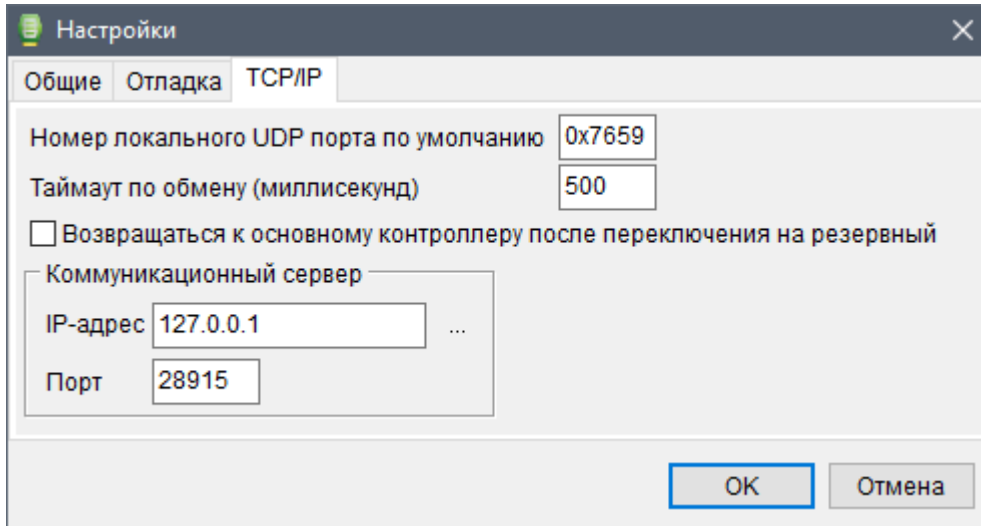 Настройки
Общие Отладка TCP/IP
Номер локального UDP порта по умолчанию 0x7659
Таймаут по обмену (миллисекунд) 500
Возвращаться к основному контроллеру после переключения на резервный
Коммуникационный сервер
IP-адрес 127.0.0.1 ...
Порт 28915
OK Отмена